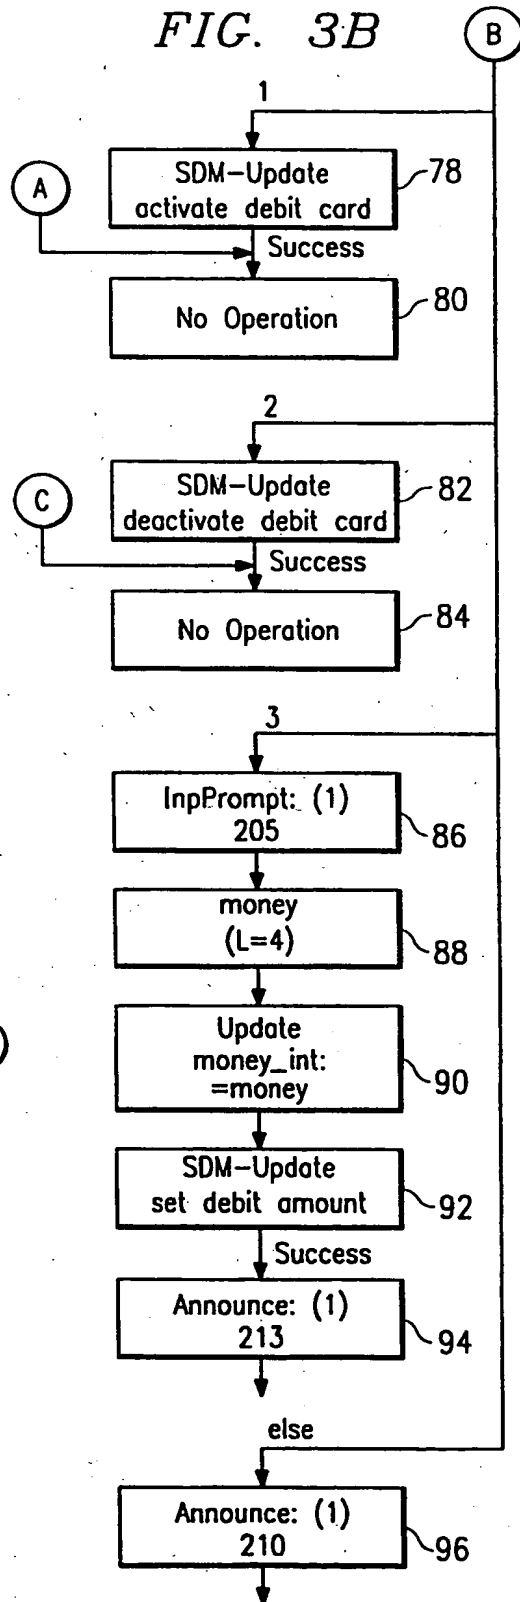 FIG. 3B
B
1
SDM-Update
activate debit card
78
A
Success
No Operation
80
2
SDM-Update
deactivate debit card
82
C
Success
No Operation
84
3
InpPrompt: (1)
205
86
money
(L=4)
88
Update
money_int:
=money
90
SDM-Update
set debit amount
92
Success
Announce: (1)
213
94
else
Announce: (1)
210
96